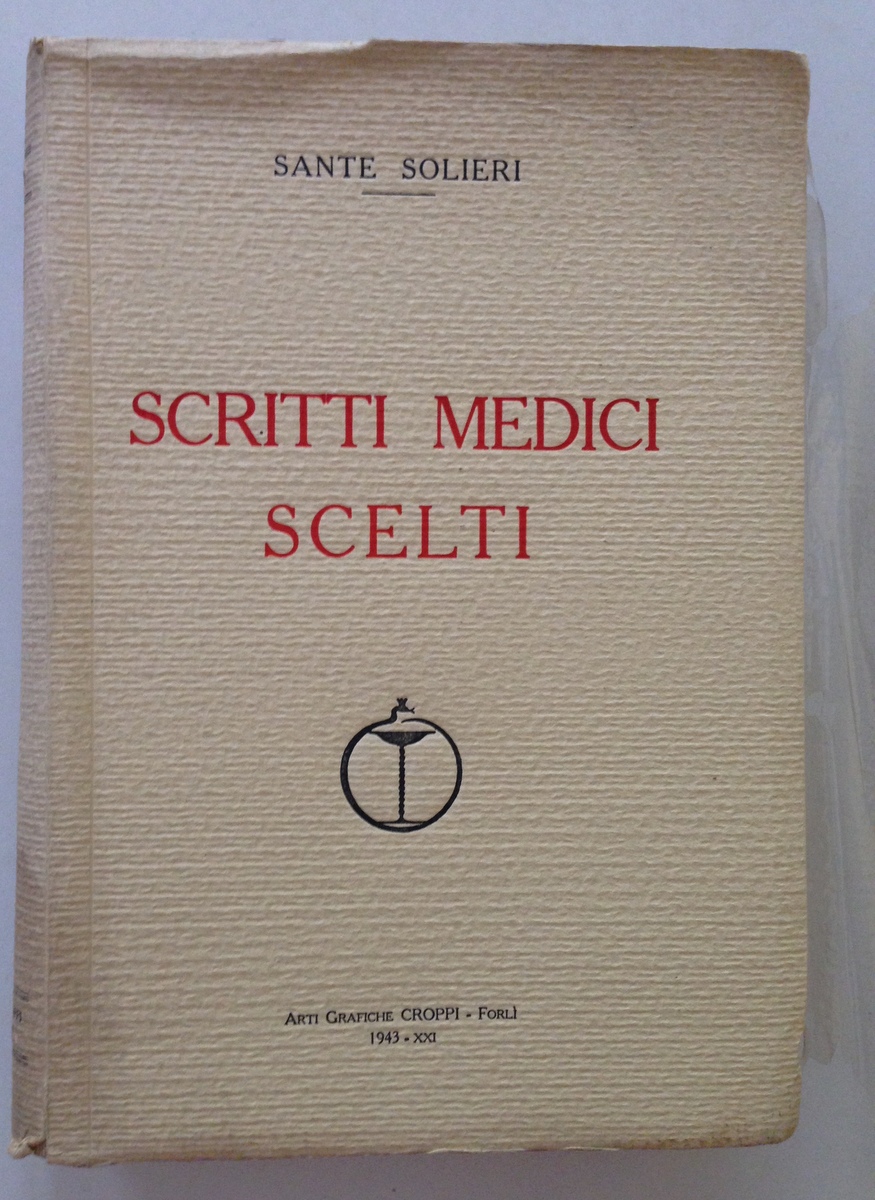 SANTE SOLIERI
SCRITTI MEDICI
SCELTI
ARTI GRAFICHE CROPPI - FORLÌ
1943 - XXI